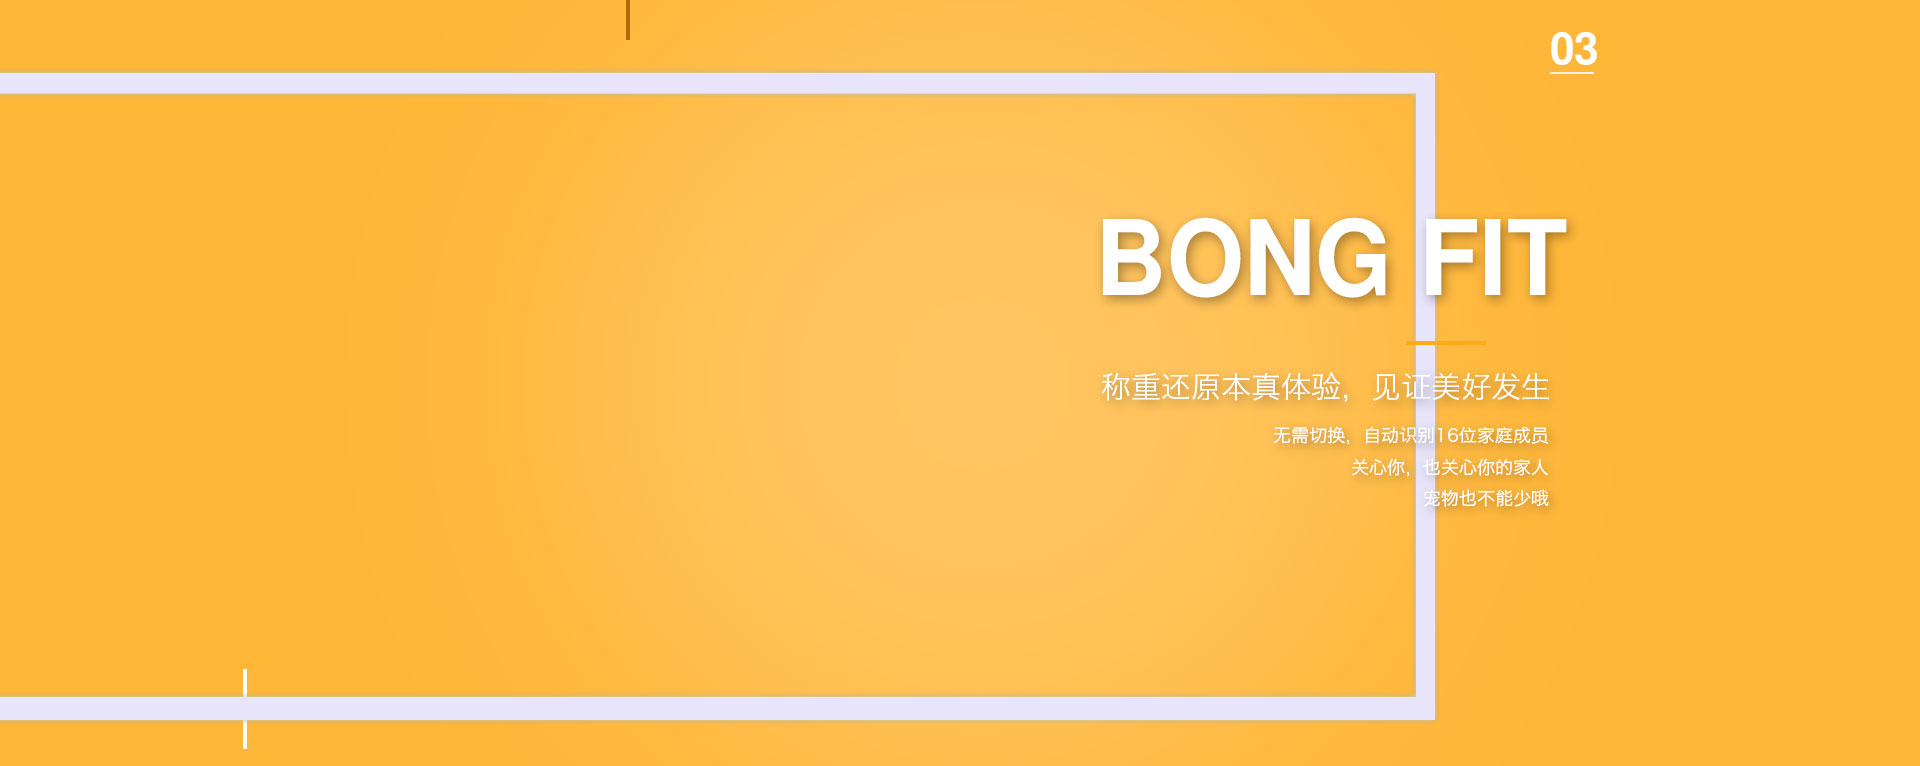 03
BONG FIT
称重还原本真体验，见证美好发生
无需切换，自动识别16位家庭成员
关心你，也关心你的家人
宠物也不能少哦